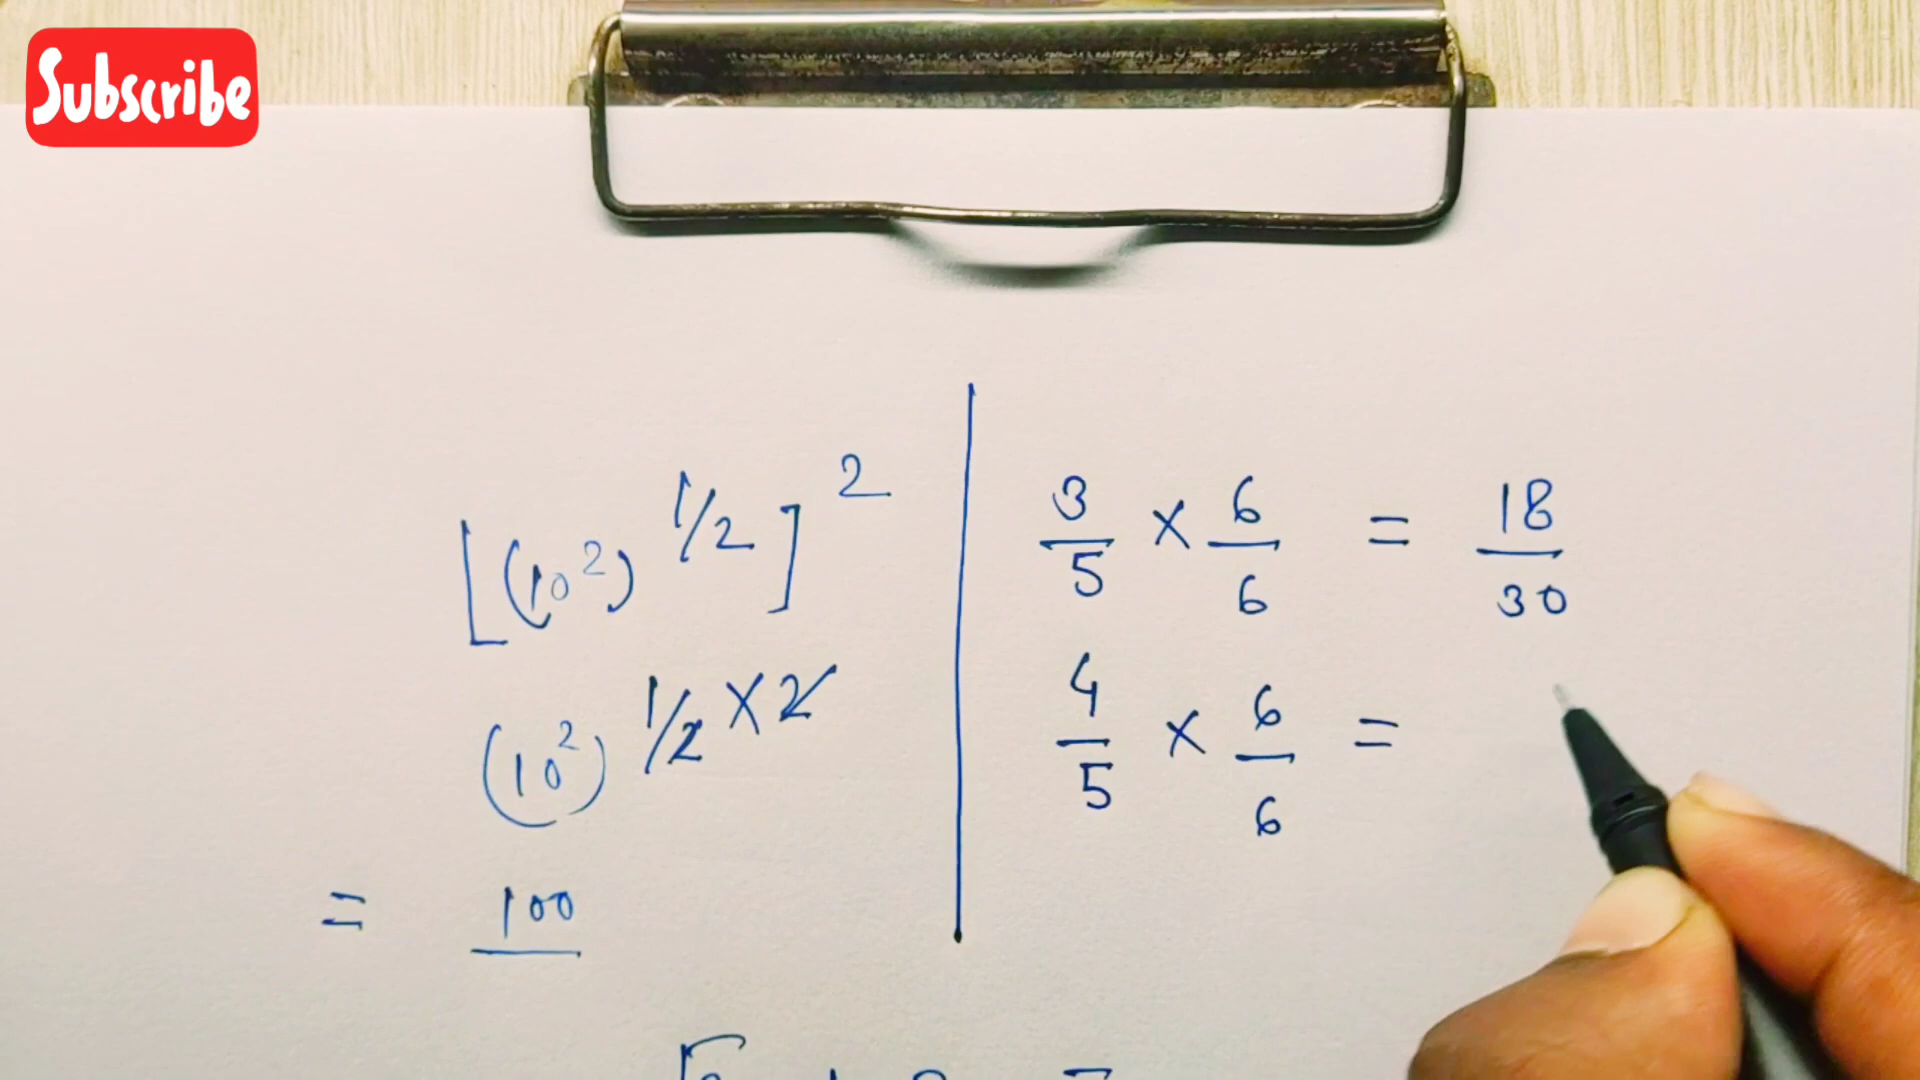 Subscribe
[(10²)^1/2]²
(10²)^1/2×2
= 100
3/5 × 6/6 = 18/30
4/5 × 6/6 =